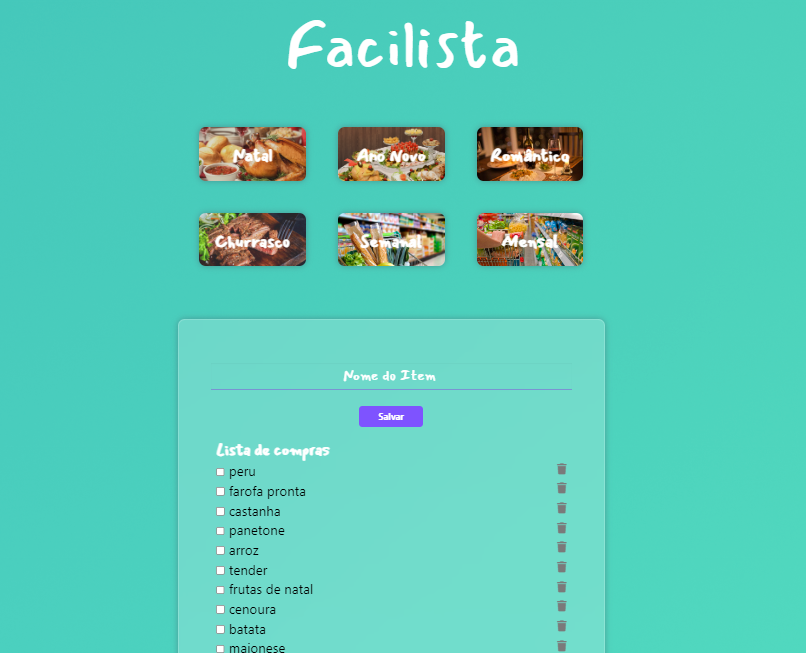 Facilista
Natal
Ano Novo
Romântico
Churrasco
Semanal
Mensal
Nome do Item
Salvar
Lista de compras
peru
farofa pronta
castanha
panetone
arroz
tender
frutas de natal
cenoura
batata
maionese